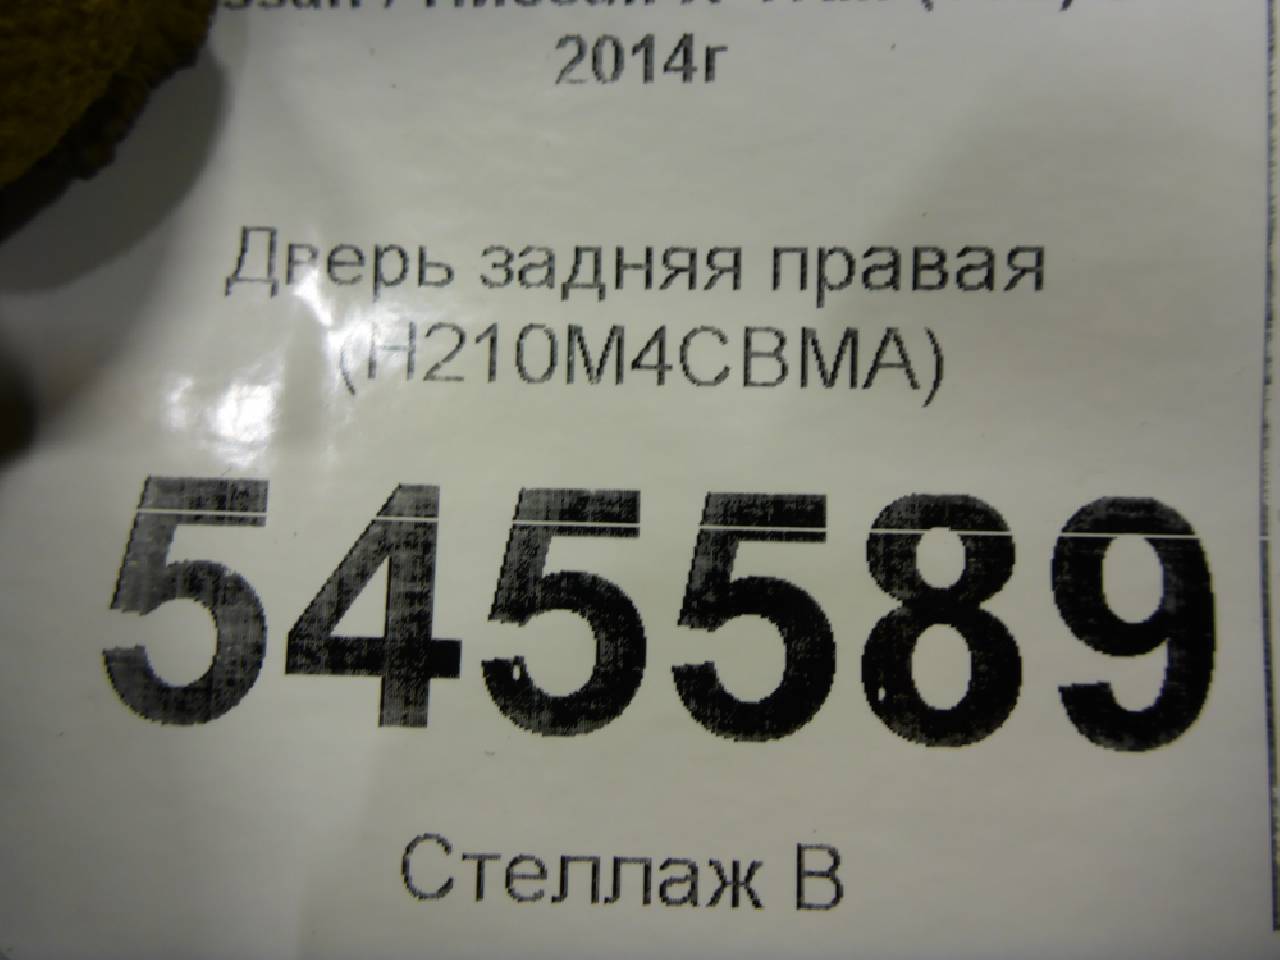 2014г
Дверь задняя правая
(H210M4CBMA)
545589
Стеллаж В